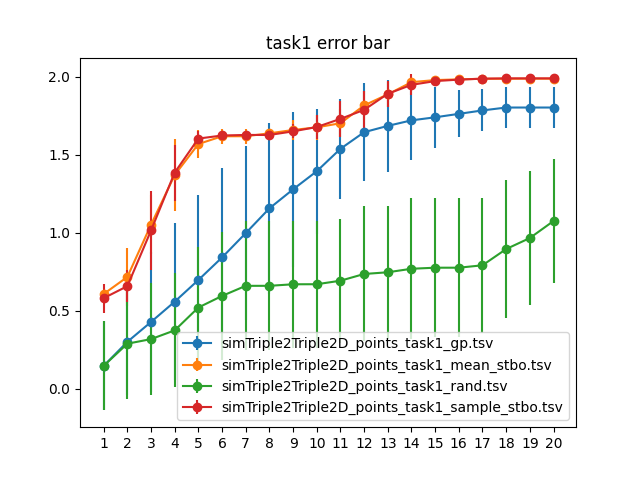 task1 error bar
2.0
1.5
1.0
0.5
0.0
simTriple2Triple2D_points_task1_gp.tsv
simTriple2Triple2D_points_task1_mean_stbo.tsv
simTriple2Triple2D_points_task1_rand.tsv
simTriple2Triple2D_points_task1_sample_stbo.tsv
1 2 3 4 5 6 7 8 9 10 11 12 13 14 15 16 17 18 19 20